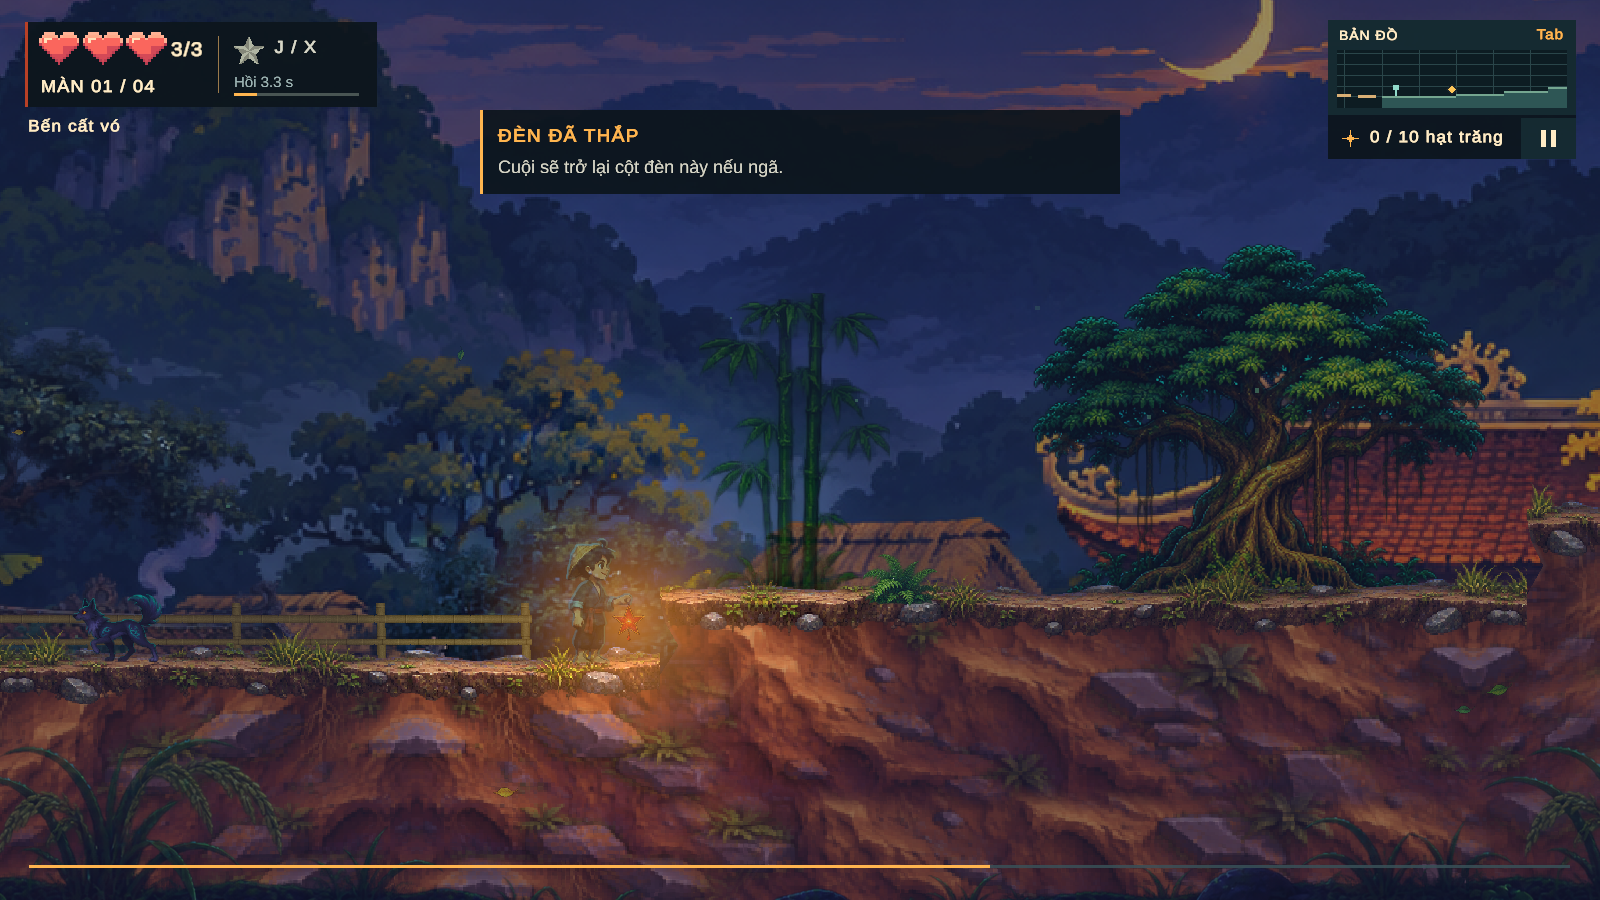 3/3
MÀN 01 / 04
J / X
Hồi 3.3 s
Bến cất vó
ĐÈN ĐÃ THẮP
Cuội sẽ trở lại cột đèn này nếu ngã.
BẢN ĐỒ
Tab
0 / 10 hạt trăng